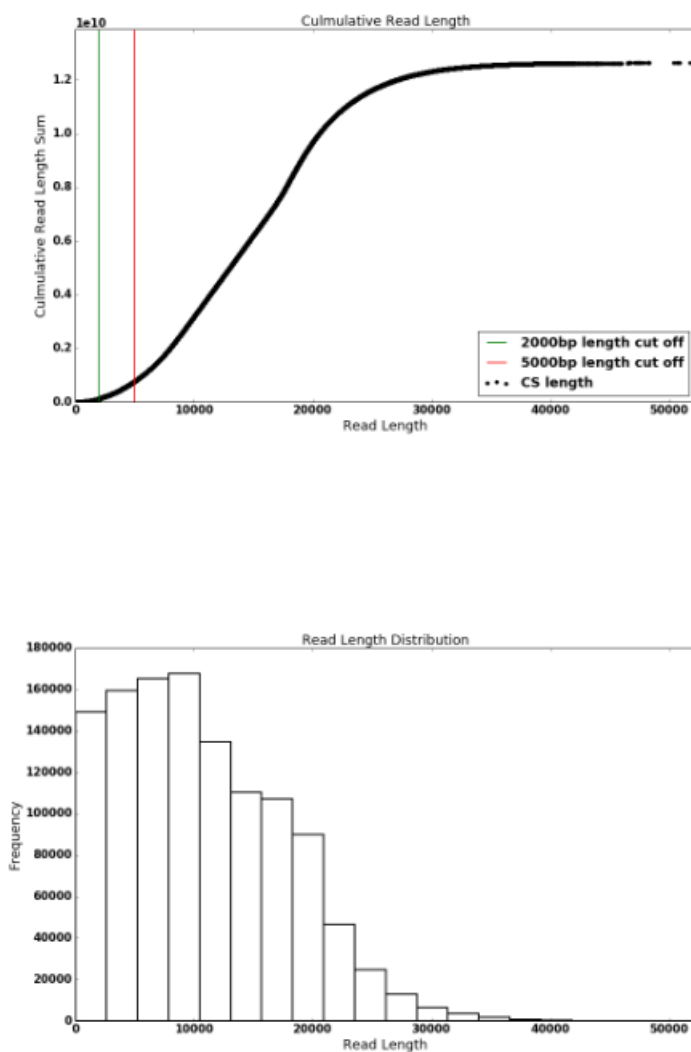 Culmulative Read Length
1e10
Culmulative Read Length Sum
1.2
1.0
0.8
0.6
0.4
0.2
0.0
2000bp length cut off
5000bp length cut off
CS length
10000 20000 30000 40000 50000
Read Length
Read Length Distribution
Frequency
180000
160000
140000
120000
100000
80000
60000
40000
20000
0
0 10000 20000 30000 40000 50000
Read Length